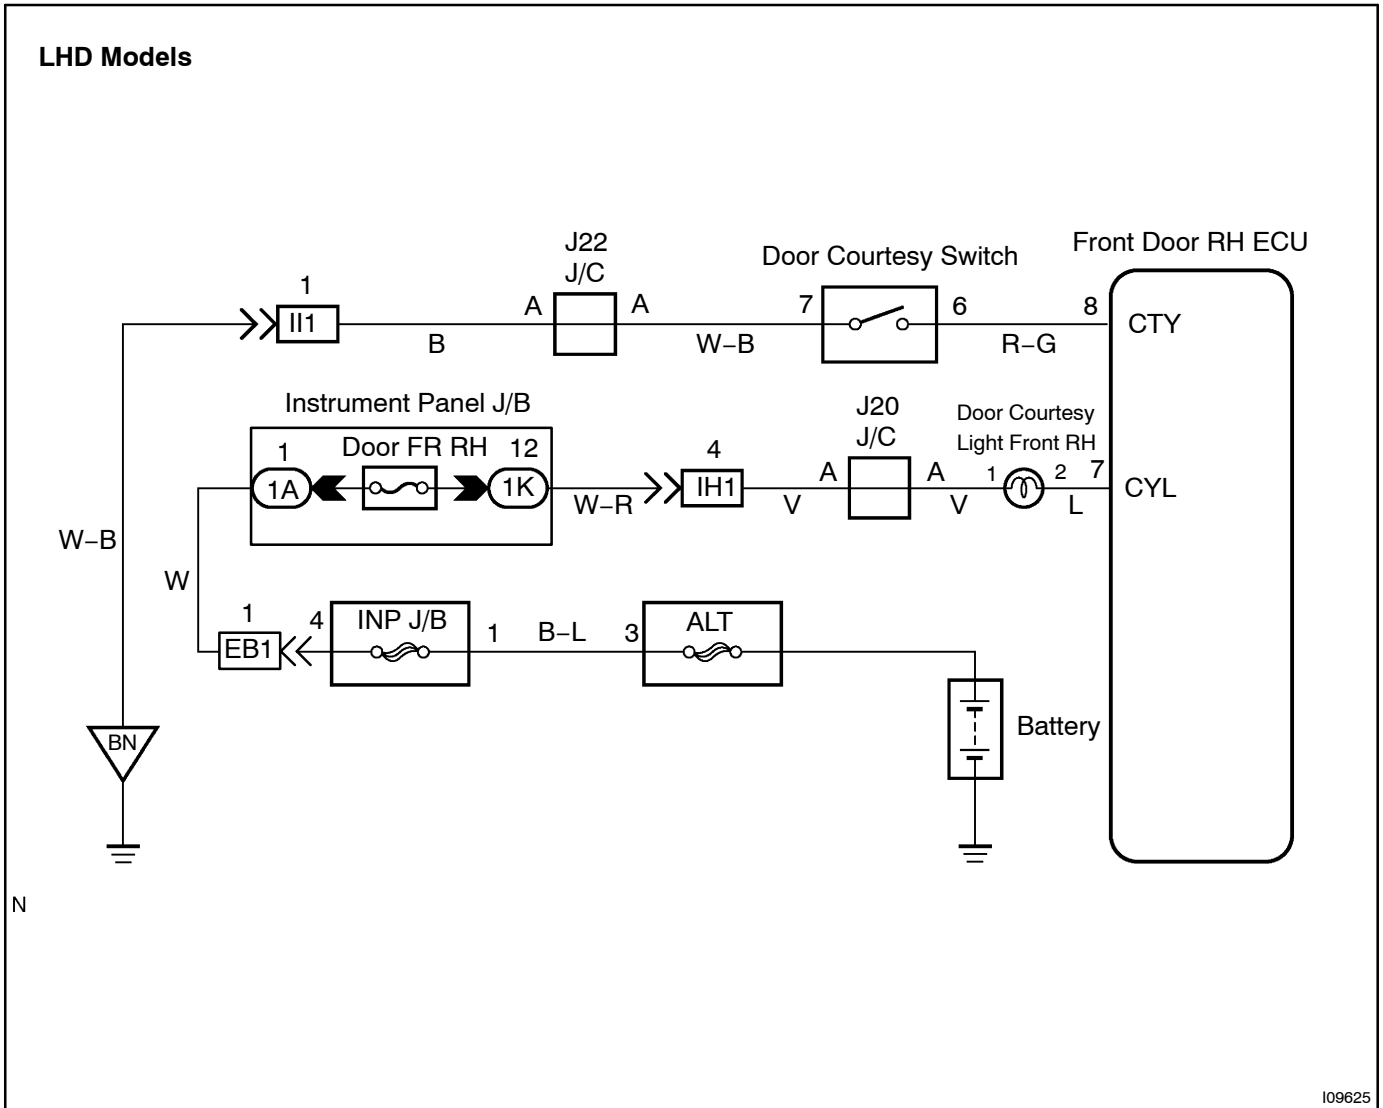 LHD Models
J22
J/C
Door Courtesy Switch
Front Door RH ECU
1
II1
A
A
7
6
8
CTY
B
W–B
R–G
Instrument Panel J/B
J20
J/C
Door Courtesy
Light Front RH
1
Door FR RH
12
4
1A
1K
W–R
IH1
V
A
A
V
1
2
7
L
CYL
W–B
W
1
EB1
4
INP J/B
1
B–L
3
ALT
Battery
BN
N
I09625